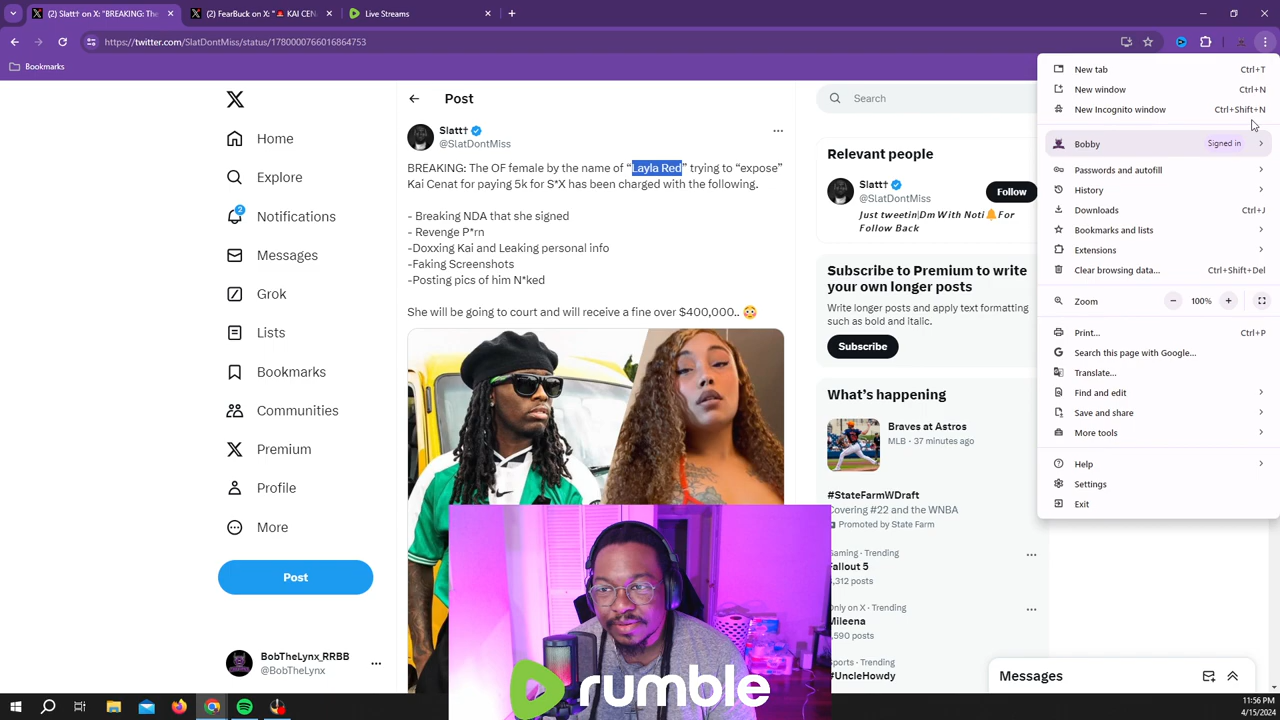 (2) Slatt† on X: "BREAKING: The
(2) FearBuck on X: "🚨 KAI CEN
Live Streams
https://twitter.com/SlatDontMiss/status/1780000766016864753
Bookmarks
Home
Explore
2
Notifications
Messages
Grok
Lists
Bookmarks
Communities
Premium
Profile
More
Post
BobTheLynx_RRBB
@BobTheLynx
Post
Slatt†
@SlatDontMiss
BREAKING: The OF female by the name of “Layla Red” trying to “expose”
Kai Cenat for paying 5k for S*X has been charged with the following.
- Breaking NDA that she signed
- Revenge P*rn
-Doxxing Kai and Leaking personal info
-Faking Screenshots
-Posting pics of him N*ked
She will be going to court and will receive a fine over $400,000.. 😳
rumble
Search
Relevant people
Slatt†
@SlatDontMiss
Follow
Just tweetin|Dm With Noti🔔For
Follow Back
Subscribe to Premium to write
your own longer posts
Write longer posts and apply text formatting
such as bold and italic.
Subscribe
What’s happening
Braves at Astros
MLB · 37 minutes ago
#StateFarmWDraft
Covering #22 and the WNBA
Promoted by State Farm
Gaming · Trending
Fallout 5
,312 posts
Only on X · Trending
Mileena
,590 posts
Sports · Trending
#UncleHowdy
Messages
New tab Ctrl+T
New window Ctrl+N
New Incognito window Ctrl+Shift+N
Bobby Signed in
Passwords and autofill
History
Downloads Ctrl+J
Bookmarks and lists
Extensions
Clear browsing data... Ctrl+Shift+Del
Zoom − 100% +
Print... Ctrl+P
Search this page with Google...
Translate...
Find and edit
Save and share
More tools
Help
Settings
Exit
11:56 PM
4/15/2024